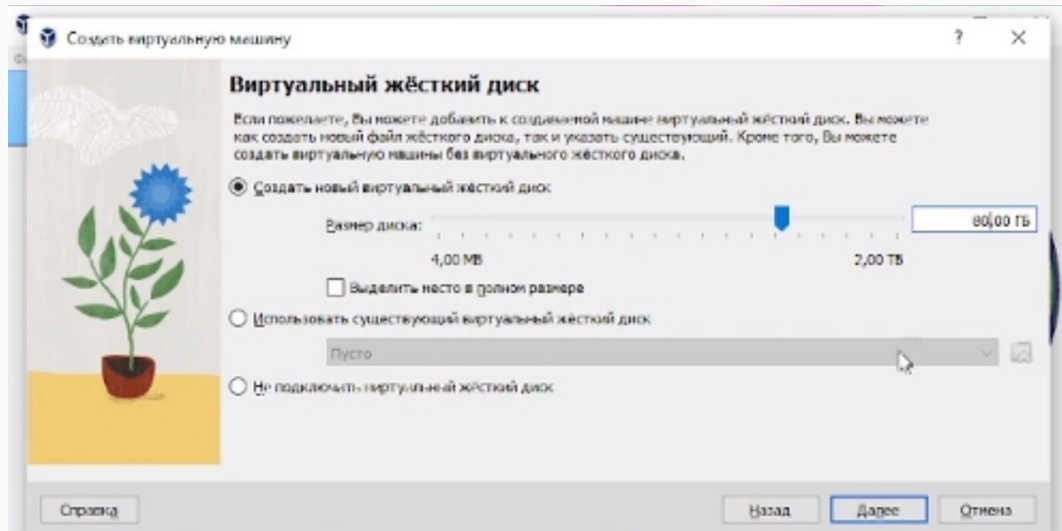 Создать виртуальную машину
?
Виртуальный жёсткий диск
Если пожелаете, Вы можете добавить к создаваемой машине виртуальный жёсткий диск. Вы можете
как создать новый файл жёсткого диска, так и указать существующий. Кроме того, Вы можете
создать виртуальную машины без виртуального жёсткого диска.
Создать новый виртуальный жёсткий диск
Размер диска: 80,00 ГБ
4,00 МБ 2,00 ТБ
Выделить место в полном размере
Использовать существующий виртуальный жёсткий диск
Пусто
Не подключать виртуальный жёсткий диск
Справка Назад Далее Отмена